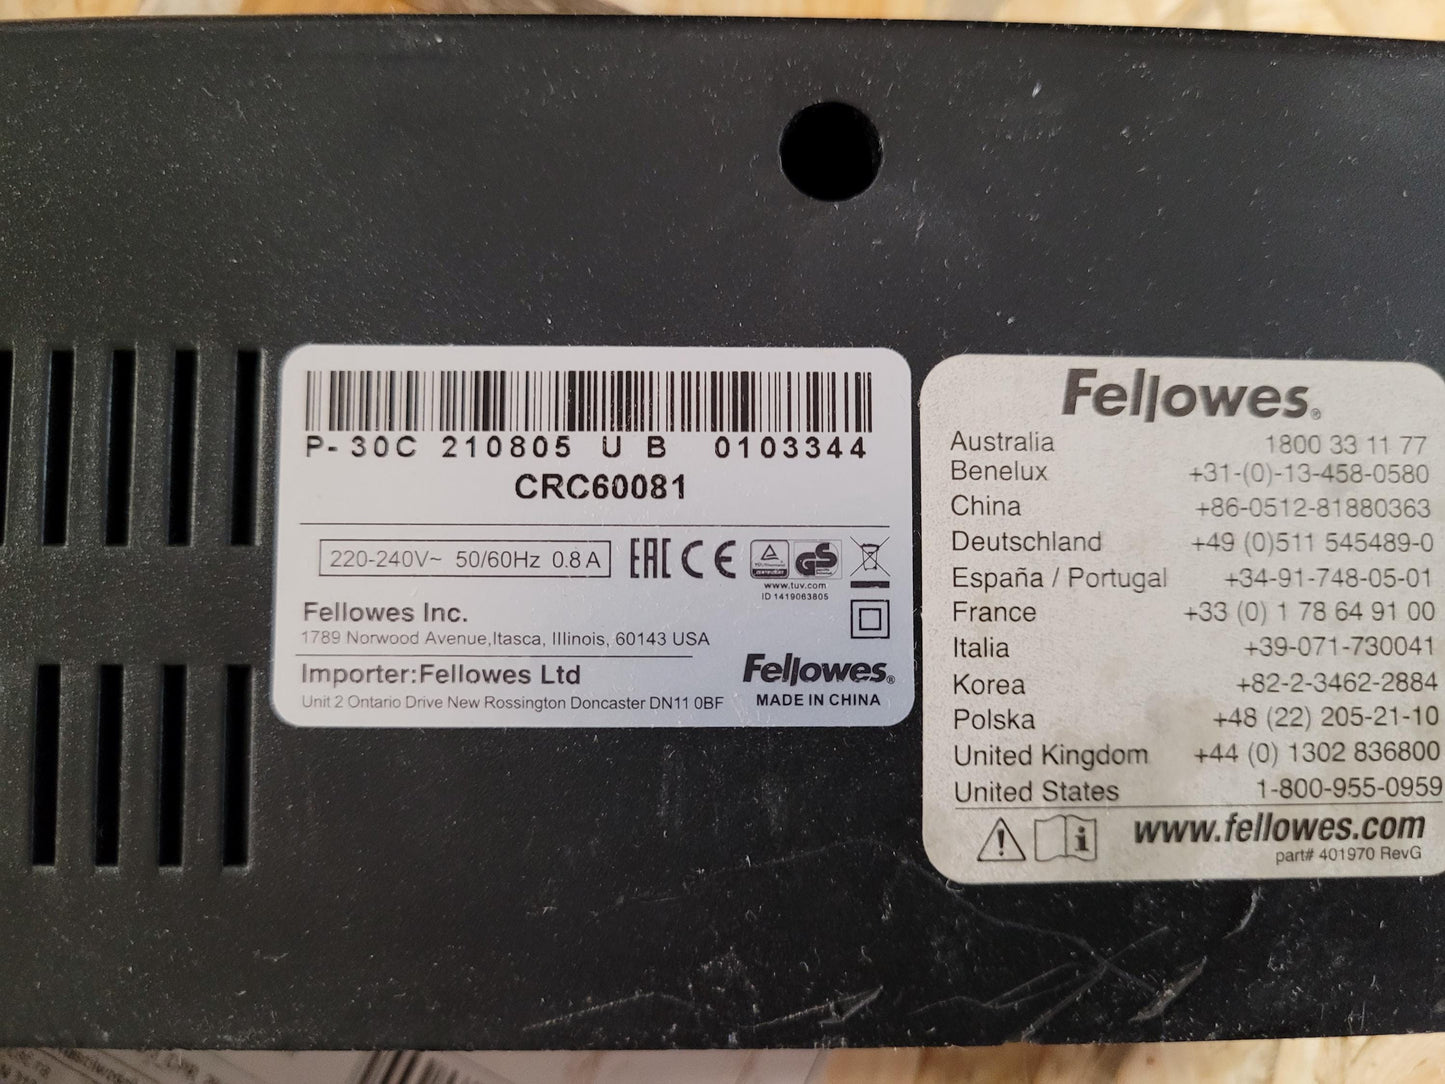 P-30C 210805 U B 0103344
CRC60081
220-240V~ 50/60Hz 0.8A
EAC CE
GS
www.tuv.com
ID 1419063805
Fellowes Inc.
1789 Norwood Avenue,Itasca, Illinois, 60143 USA
Importer:Fellowes Ltd
Unit 2 Ontario Drive New Rossington Doncaster DN11 0BF
Fellowes®
MADE IN CHINA
Fellowes®
Australia 1800 33 11 77
Benelux +31-(0)-13-458-0580
China +86-0512-81880363
Deutschland +49 (0)511 545489-0
España / Portugal +34-91-748-05-01
France +33 (0) 1 78 64 91 00
Italia +39-071-730041
Korea +82-2-3462-2884
Polska +48 (22) 205-21-10
United Kingdom +44 (0) 1302 836800
United States 1-800-955-0959
www.fellowes.com
part# 401970 RevG